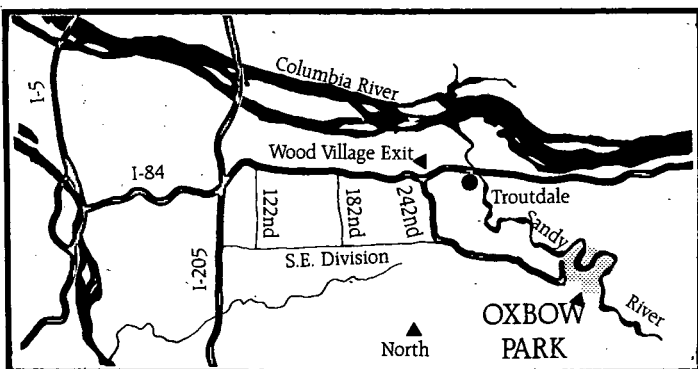 Columbia River
I-5
Wood Village Exit
I-84
Troutdale
122nd
182nd
242nd
Sandy
S.E. Division
I-205
River
OXBOW
PARK
North